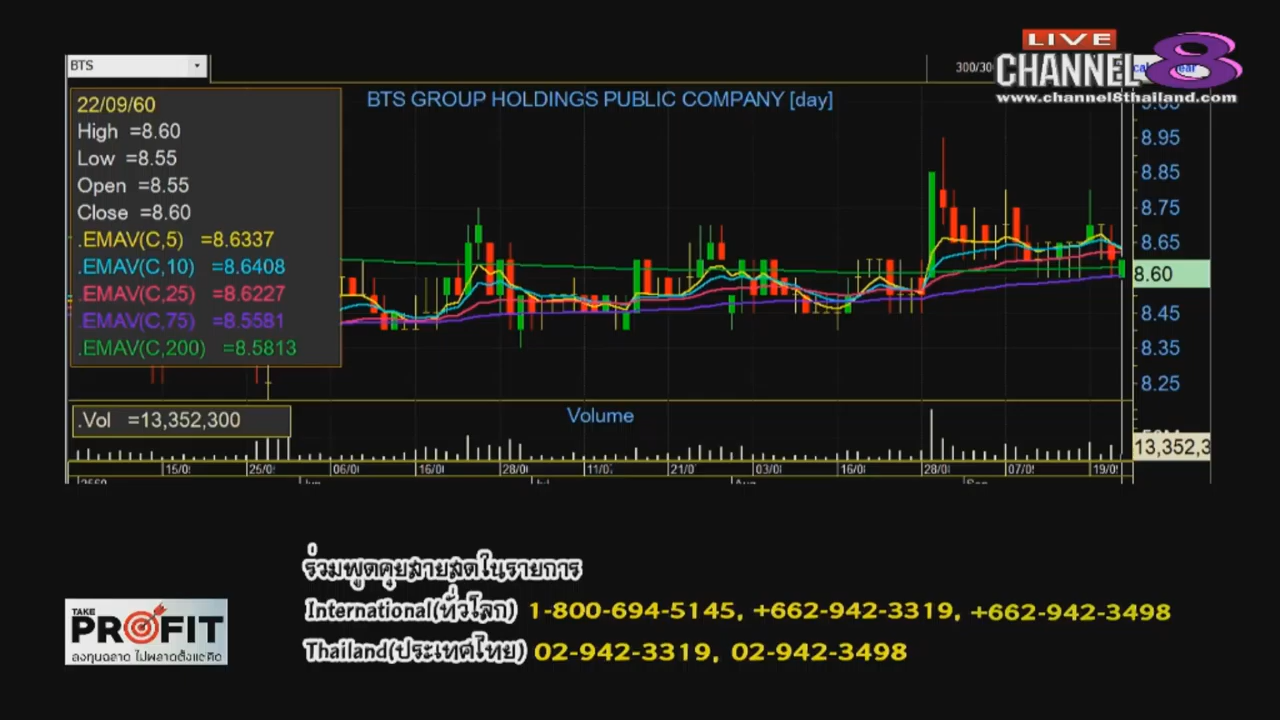 LIVE
CHANNEL 8
www.channel8thailand.com
BTS
300/30
BTS GROUP HOLDINGS PUBLIC COMPANY [day]
22/09/60
High =8.60
Low =8.55
Open =8.55
Close =8.60
.EMAV(C,5) =8.6337
.EMAV(C,10) =8.6408
.EMAV(C,25) =8.6227
.EMAV(C,75) =8.5581
.EMAV(C,200) =8.5813
8.95
8.85
8.75
8.65
8.60
8.45
8.35
8.25
.Vol =13,352,300
Volume
13,352,3
15/0 25/0 06/0 16/0 28/0 11/0 21/0 03/0 16/0 28/0 07/0 19/0
ร่วมพูดคุยสายสดในรายการ
International(ทั่วโลก) 1-800-694-5145, +662-942-3319, +662-942-3498
Thailand(ประเทศไทย) 02-942-3319, 02-942-3498
TAKE
PROFIT
ลงทุนฉลาด ไม่พลาดตั้งแต่คิด